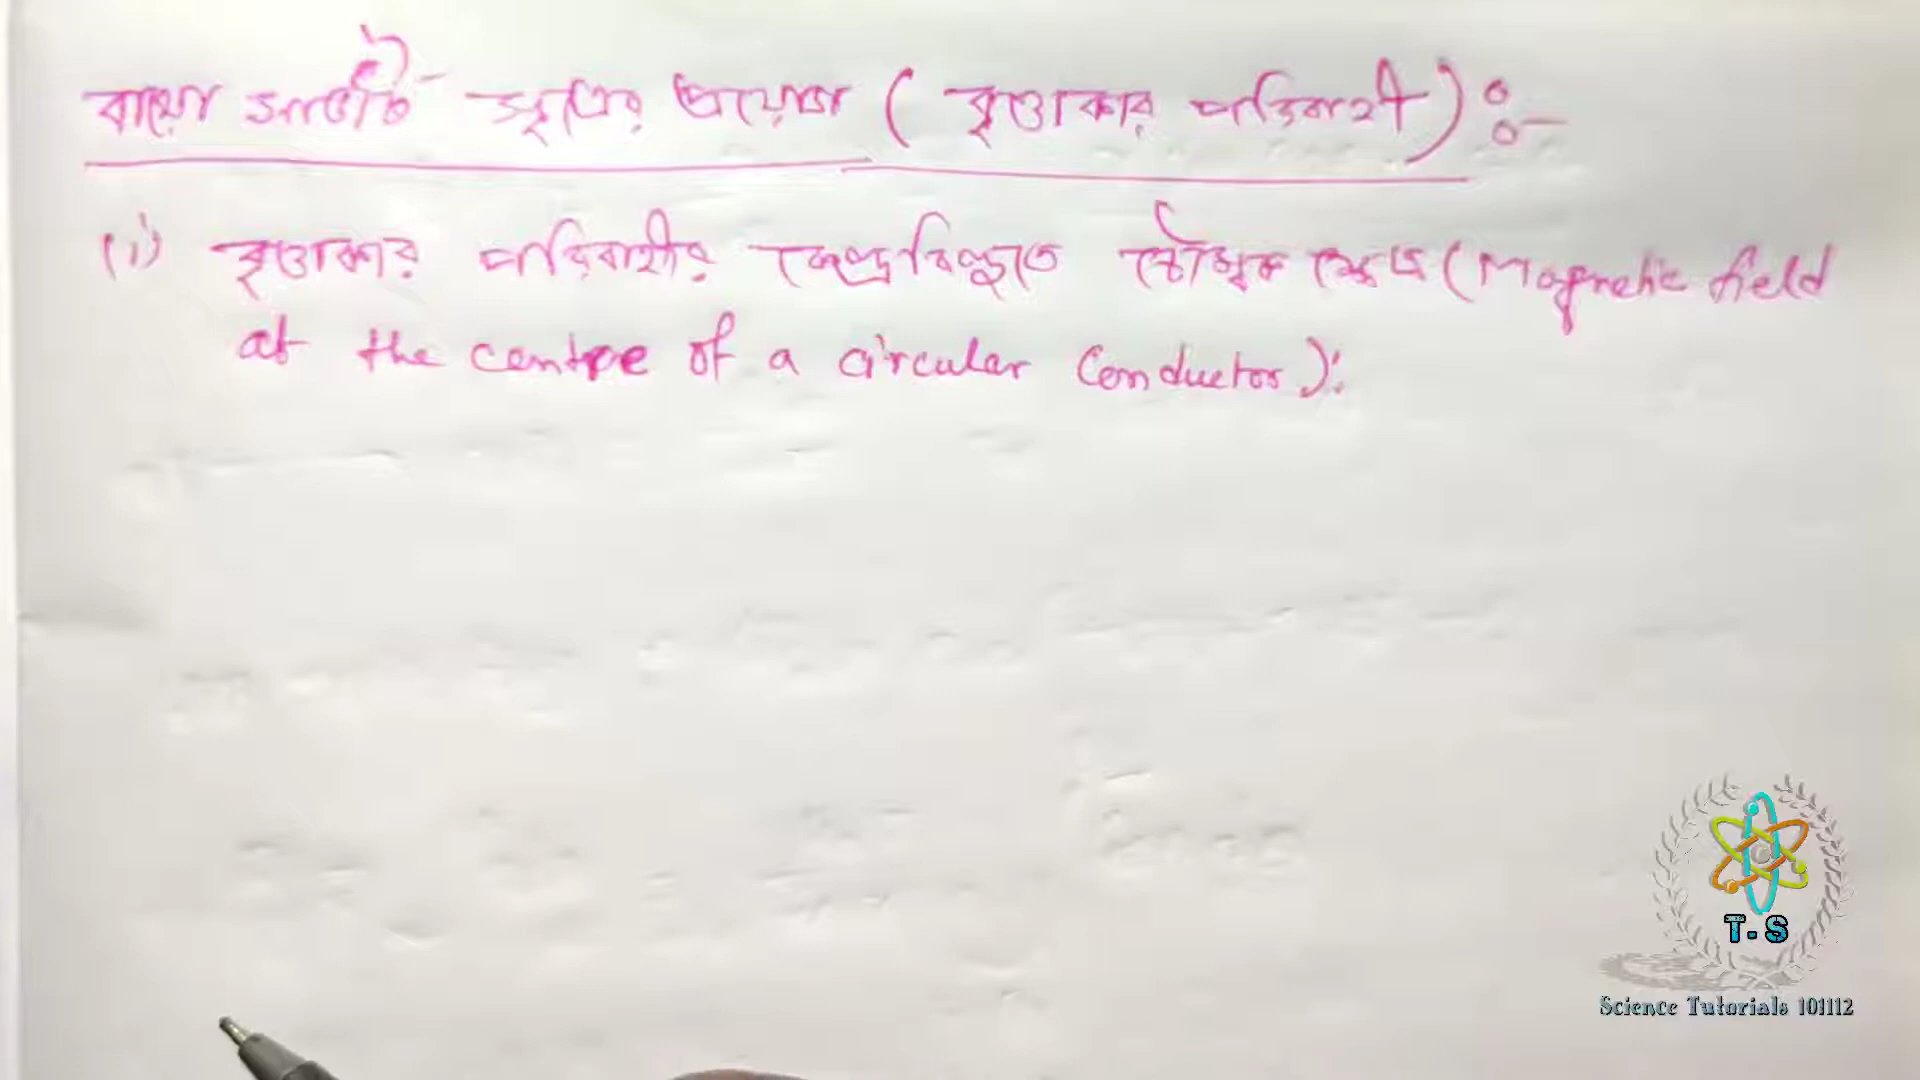 বায়ো সাভার্ট সূত্রের প্রয়োগ ( বৃত্তাকার পরিবাহী ) :-
(i) বৃত্তাকার পরিবাহীর কেন্দ্রবিন্দুতে চৌম্বক ক্ষেত্র ( Magnetic field
at the centre of a circular Conductor ):
T.S
Science Tutorials 101112